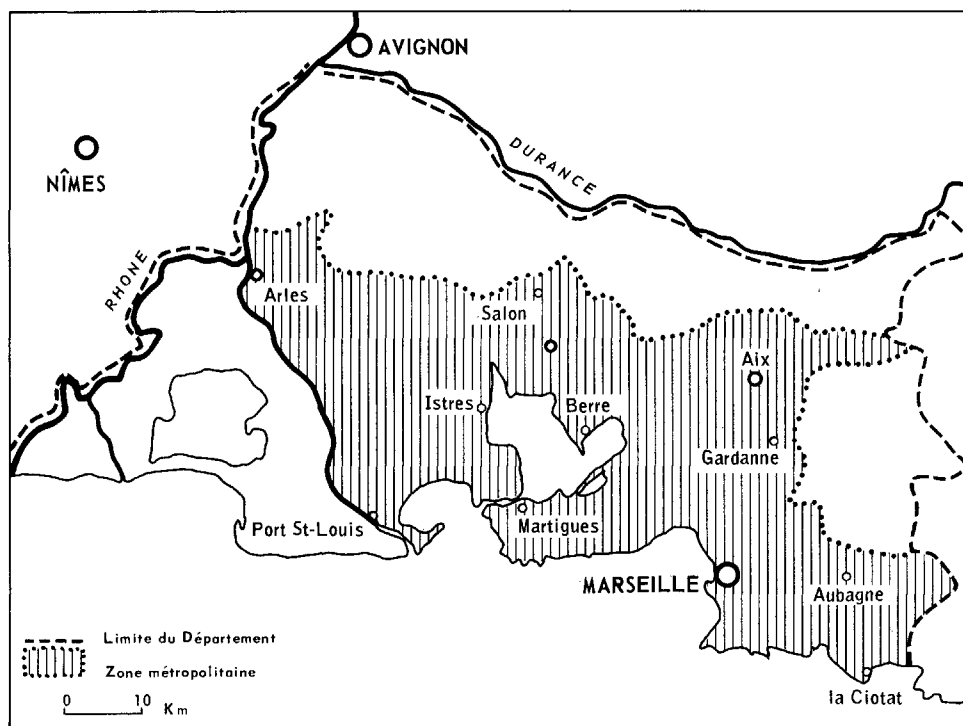 AVIGNON
NÎMES
DURANCE
RHONE
Arles
Salon
Aix
Istres
Berre
Gardanne
Port St-Louis
Martigues
MARSEILLE
Aubagne
la Ciotat
Limite du Département
Zone métropolitaine
0 10 Km